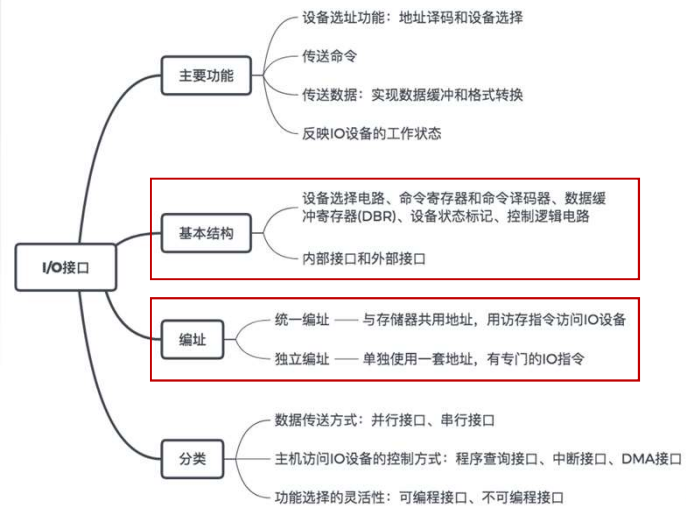 设备选址功能：地址译码和设备选择
传送命令
主要功能
传送数据：实现数据缓冲和格式转换
反映IO设备的工作状态
设备选择电路、命令寄存器和命令译码器、数据缓
冲寄存器(DBR)、设备状态标记、控制逻辑电路
基本结构
内部接口和外部接口
I/O接口
统一编址 与存储器共用地址，用访存指令访问IO设备
编址
独立编址 单独使用一套地址，有专门的IO指令
数据传送方式：并行接口、串行接口
分类
主机访问IO设备的控制方式：程序查询接口、中断接口、DMA接口
功能选择的灵活性：可编程接口、不可编程接口